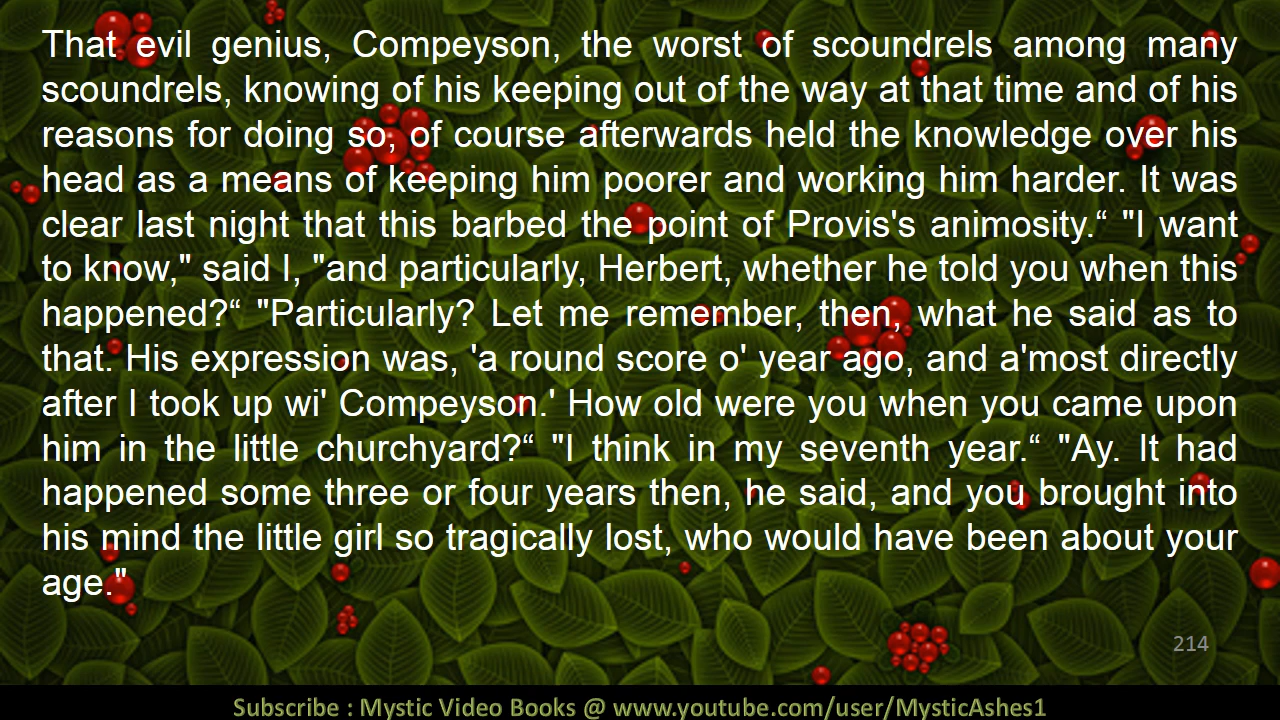 That evil genius, Compeyson, the worst of scoundrels among many
scoundrels, knowing of his keeping out of the way at that time and of his
reasons for doing so, of course afterwards held the knowledge over his
head as a means of keeping him poorer and working him harder. It was
clear last night that this barbed the point of Provis's animosity.“ "I want
to know," said I, "and particularly, Herbert, whether he told you when this
happened?“ "Particularly? Let me remember, then, what he said as to
that. His expression was, 'a round score o' year ago, and a'most directly
after I took up wi' Compeyson.' How old were you when you came upon
him in the little churchyard?“ "I think in my seventh year.“ "Ay. It had
happened some three or four years then, he said, and you brought into
his mind the little girl so tragically lost, who would have been about your
age."
214
Subscribe : Mystic Video Books @ www.youtube.com/user/MysticAshes1